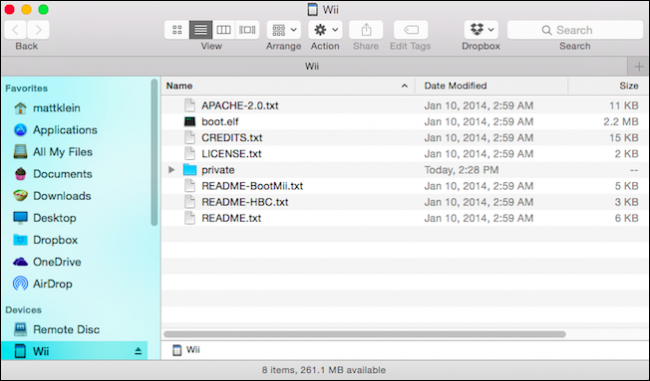 Wii
Back View Arrange Action Share Edit Tags Dropbox Search
Search
Wii
Favorites
mattklein
Applications
All My Files
Documents
Downloads
Desktop
Dropbox
OneDrive
AirDrop
Devices
Remote Disc
Wii
Name Date Modified Size
APACHE-2.0.txt Jan 10, 2014, 2:59 AM 11 KB
boot.elf Jan 10, 2014, 2:59 AM 2.2 MB
CREDITS.txt Jan 10, 2014, 2:59 AM 15 KB
LICENSE.txt Jan 10, 2014, 2:59 AM 2 KB
private Today, 2:28 PM --
README-BootMii.txt Jan 10, 2014, 2:59 AM 5 KB
README-HBC.txt Jan 10, 2014, 2:59 AM 3 KB
README.txt Jan 10, 2014, 2:59 AM 6 KB
Wii
8 items, 261.1 MB available